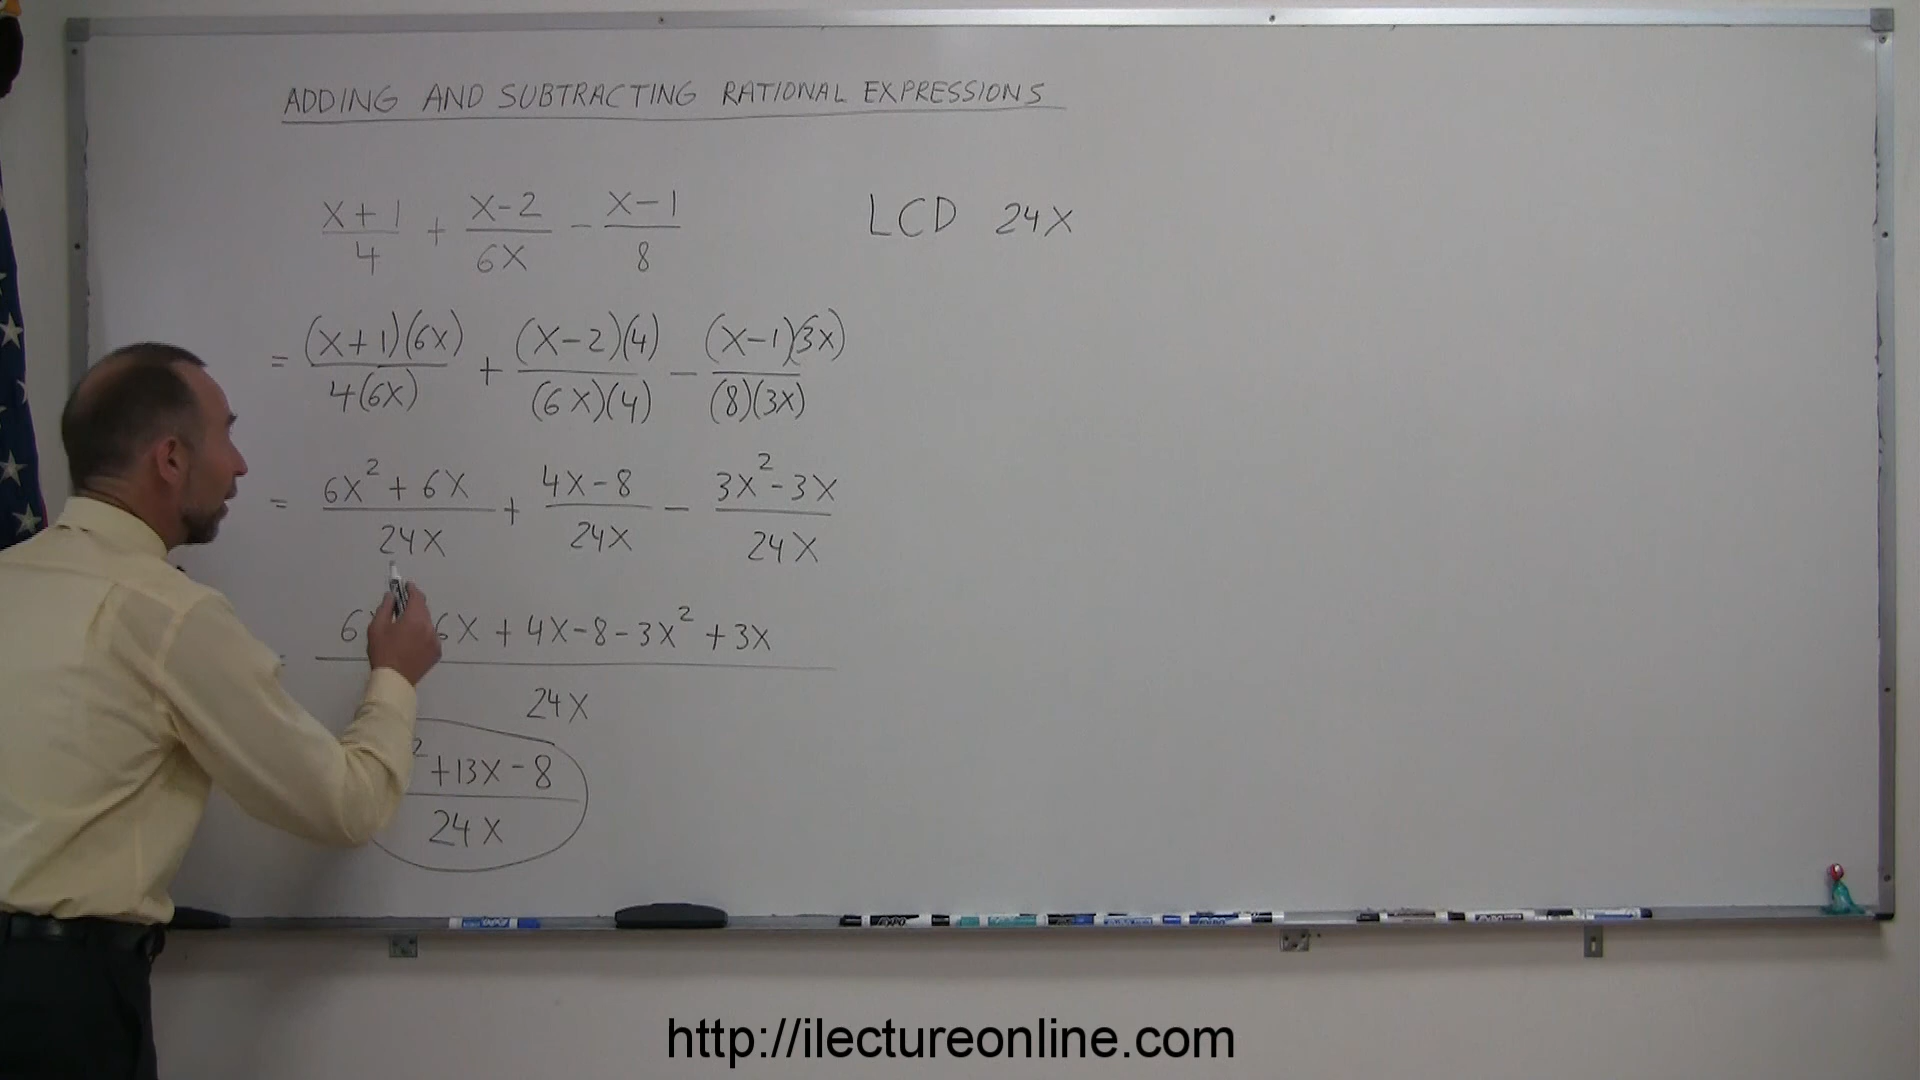 ADDING AND SUBTRACTING RATIONAL EXPRESSIONS
x+1 / 4 + x-2 / 6x - x-1 / 8
LCD 24x
= (x+1)(6x) / 4(6x) + (x-2)(4) / (6x)(4) - (x-1)(3x) / (8)(3x)
= 6x² + 6x / 24x + 4x-8 / 24x - 3x²-3x / 24x
6x + 4x-8-3x² +3x / 24x
² +13x-8 / 24x
EXPO
http://ilectureonline.com